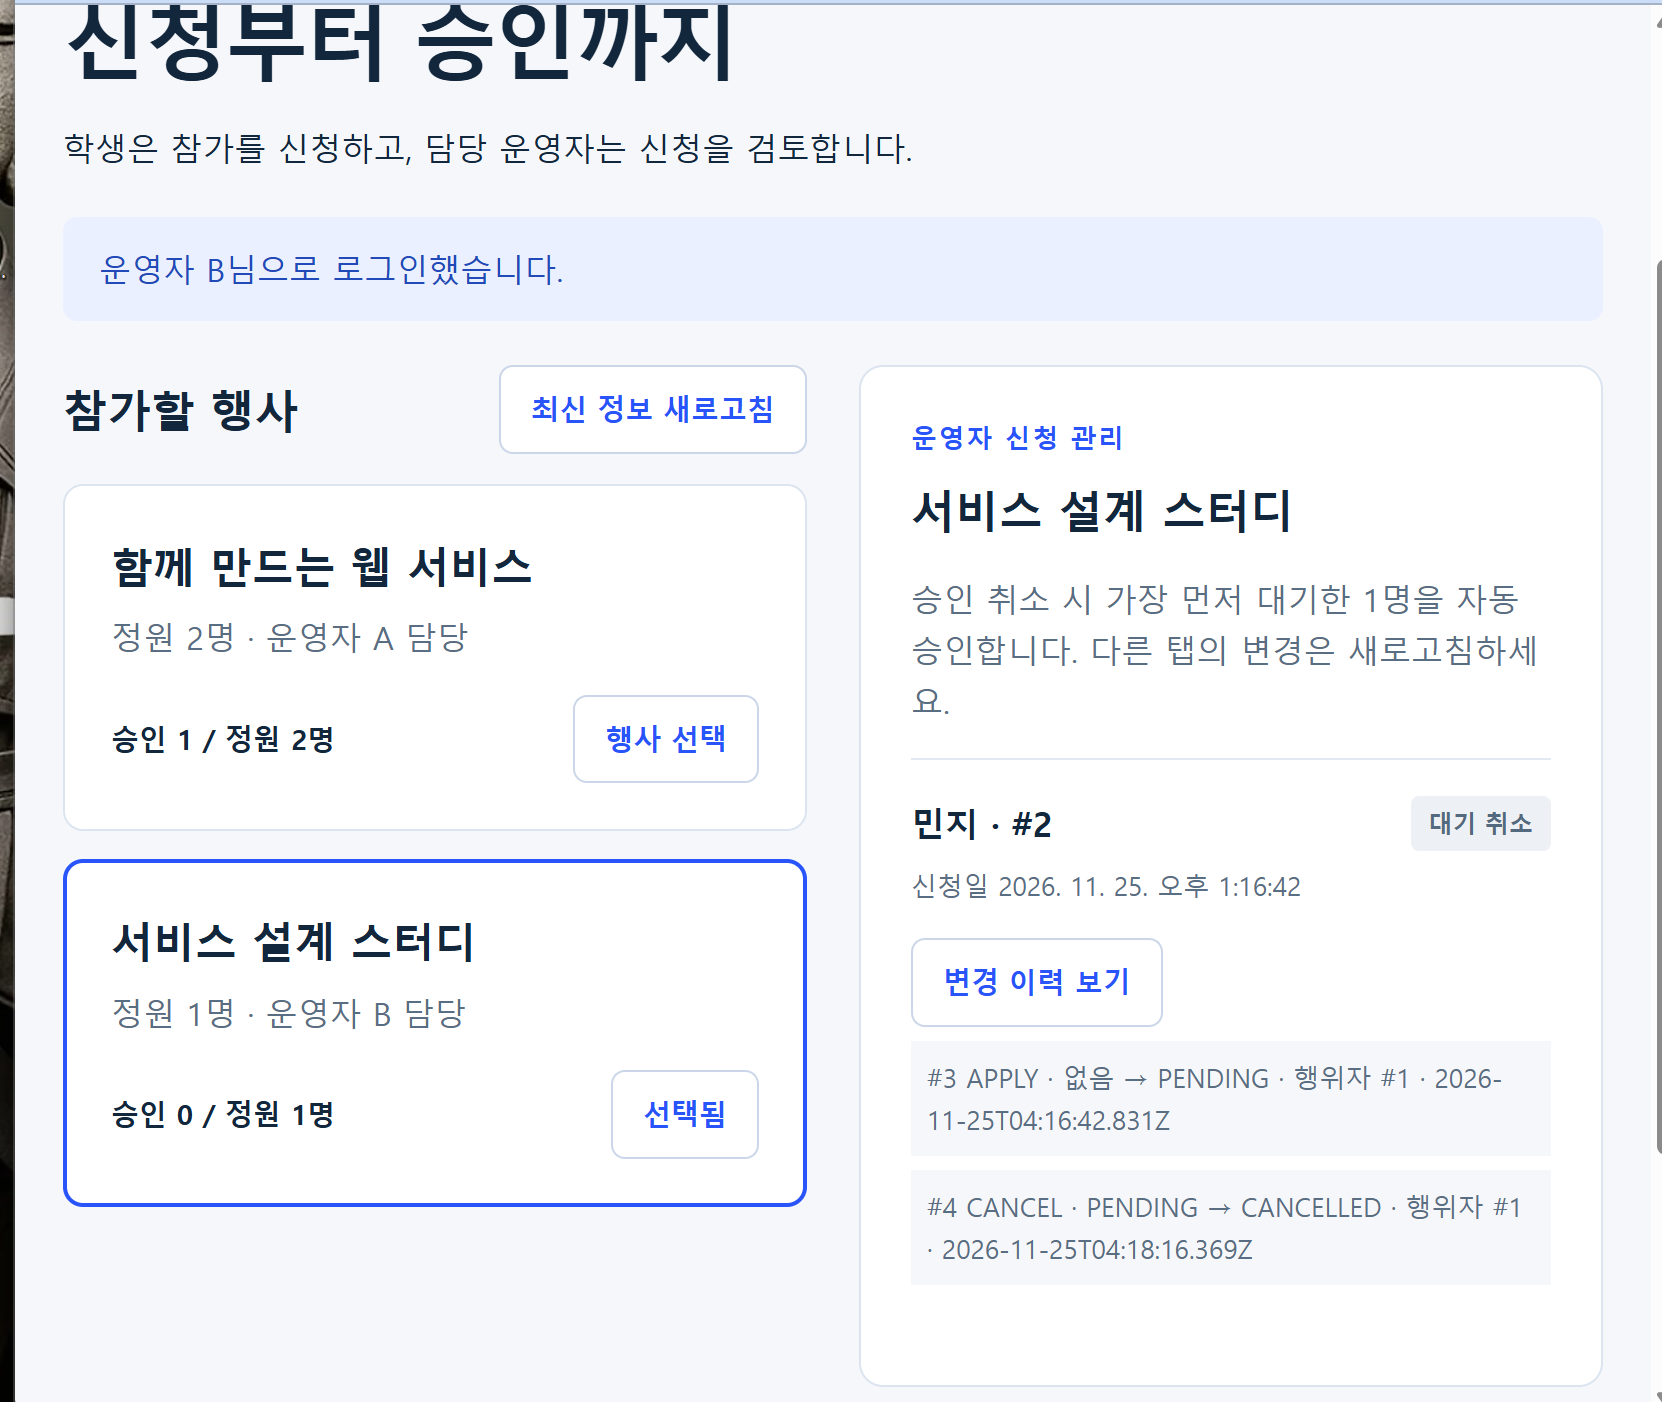 신청부터 승인까지
학생은 참가를 신청하고, 담당 운영자는 신청을 검토합니다.
운영자 B님으로 로그인했습니다.
참가할 행사
최신 정보 새로고침
함께 만드는 웹 서비스
정원 2명 · 운영자 A 담당
승인 1 / 정원 2명
행사 선택
서비스 설계 스터디
정원 1명 · 운영자 B 담당
승인 0 / 정원 1명
선택됨
운영자 신청 관리
서비스 설계 스터디
승인 취소 시 가장 먼저 대기한 1명을 자동
승인합니다. 다른 탭의 변경은 새로고침하세
요.
민지 · #2
대기 취소
신청일 2026. 11. 25. 오후 1:16:42
변경 이력 보기
#3 APPLY · 없음 → PENDING · 행위자 #1 · 2026-
11-25T04:16:42.831Z
#4 CANCEL · PENDING → CANCELLED · 행위자 #1
· 2026-11-25T04:18:16.369Z